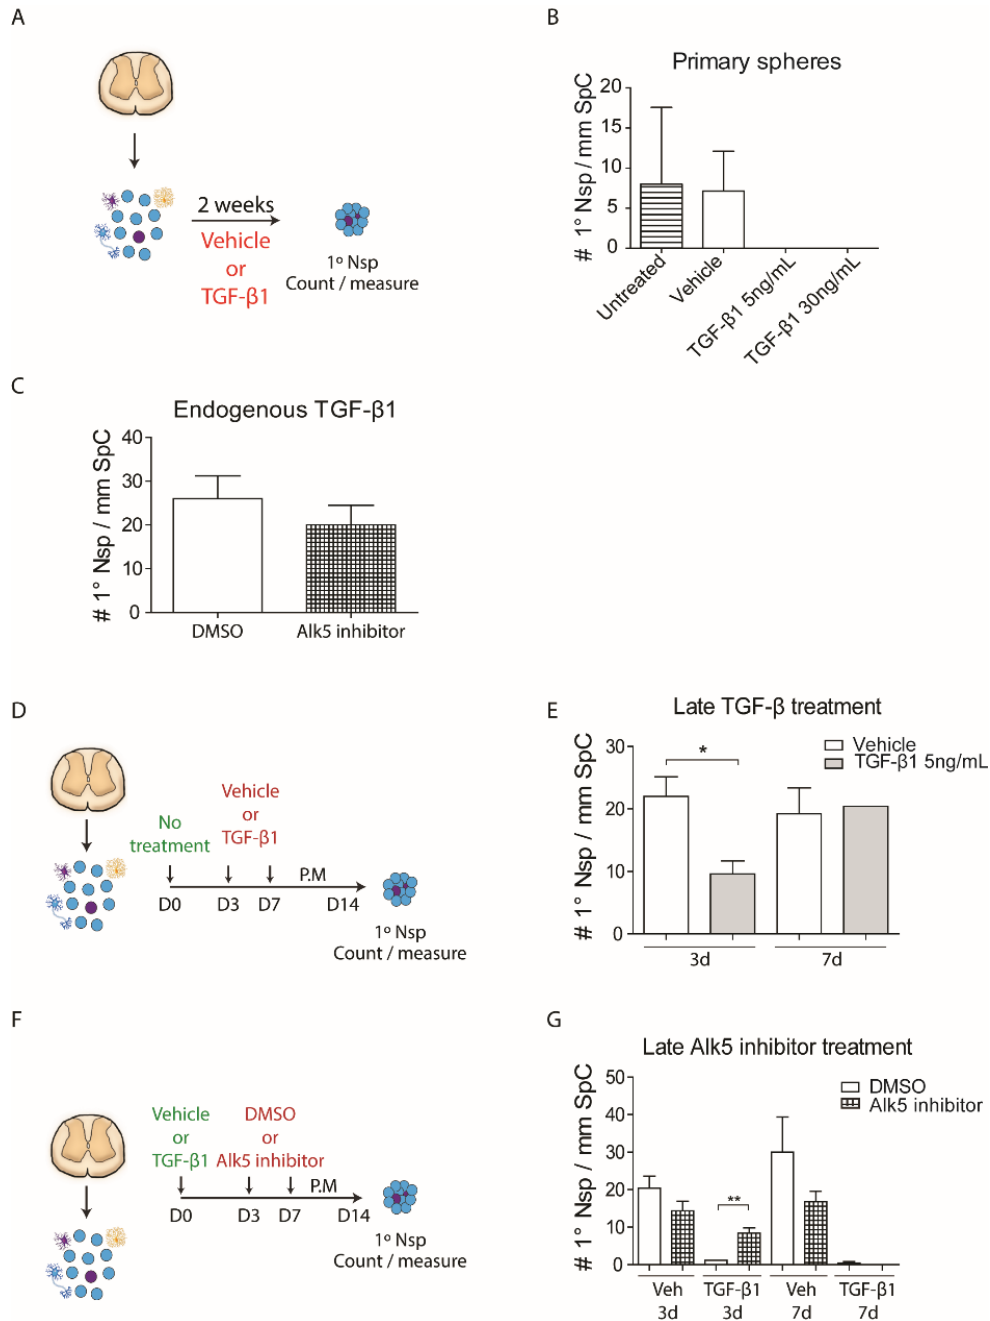 A
2 weeks
Vehicle
or
TGF-β1
1º Nsp
Count / measure
B
Primary spheres
# 1° Nsp / mm SpC
20
15
10
5
0
Untreated
Vehicle
TGF-β1 5ng/mL
TGF-β1 30ng/mL
C
Endogenous TGF-β1
# 1° Nsp / mm SpC
40
30
20
10
0
DMSO
Alk5 inhibitor
D
No
treatment
Vehicle
or
TGF-β1
P.M
D0
D3
D7
D14
1º Nsp
Count / measure
E
Late TGF-β treatment
# 1° Nsp / mm SpC
30
20
10
0
*
Vehicle
TGF-β1 5ng/mL
3d
7d
F
Vehicle
or
TGF-β1
DMSO
or
Alk5 inhibitor
P.M
D0
D3
D7
D14
1º Nsp
Count / measure
G
Late Alk5 inhibitor treatment
# 1° Nsp / mm SpC
50
40
30
20
10
0
**
DMSO
Alk5 inhibitor
Veh
3d
TGF-β1
3d
Veh
7d
TGF-β1
7d